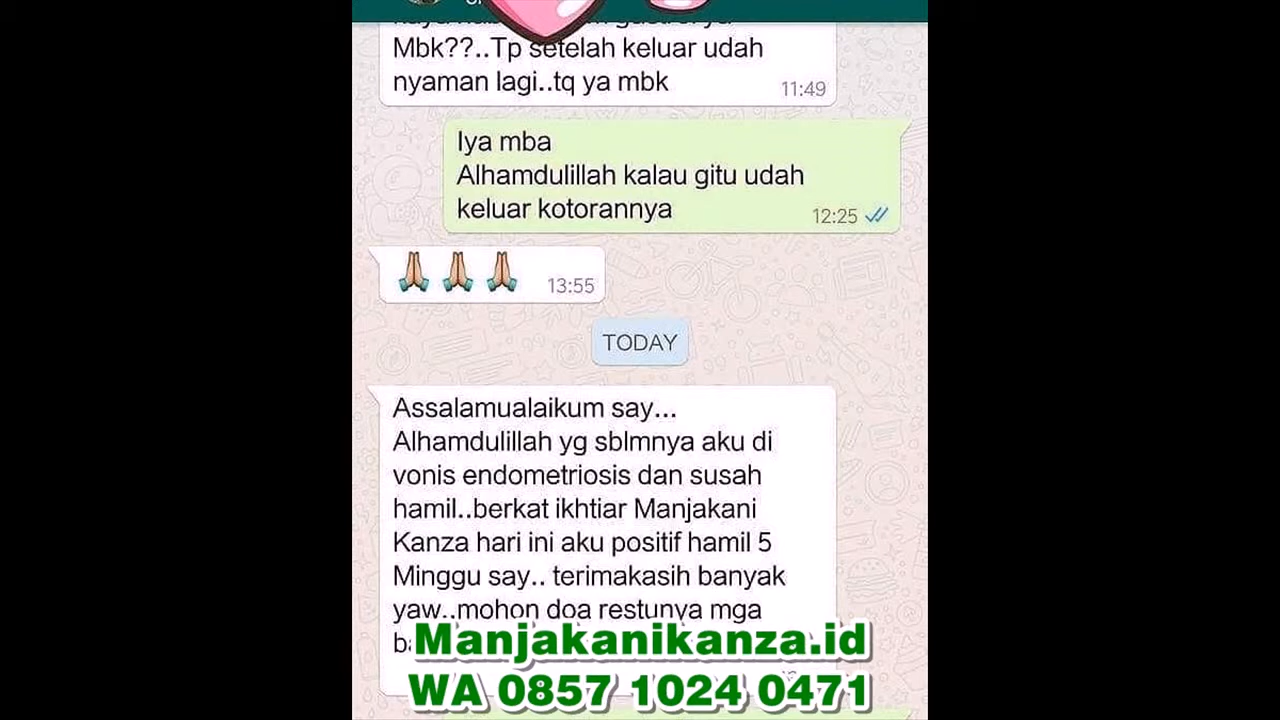 Mbk??..Tp setelah keluar udah
nyaman lagi..tq ya mbk
11:49
Iya mba
Alhamdulillah kalau gitu udah
keluar kotorannya
12:25
13:55
TODAY
Assalamualaikum say...
Alhamdulillah yg sblmnya aku di
vonis endometriosis dan susah
hamil..berkat ikhtiar Manjakani
Kanza hari ini aku positif hamil 5
Minggu say.. terimakasih banyak
yaw..mohon doa restunya mga
Manjakanikanza.id
WA 0857 1024 0471